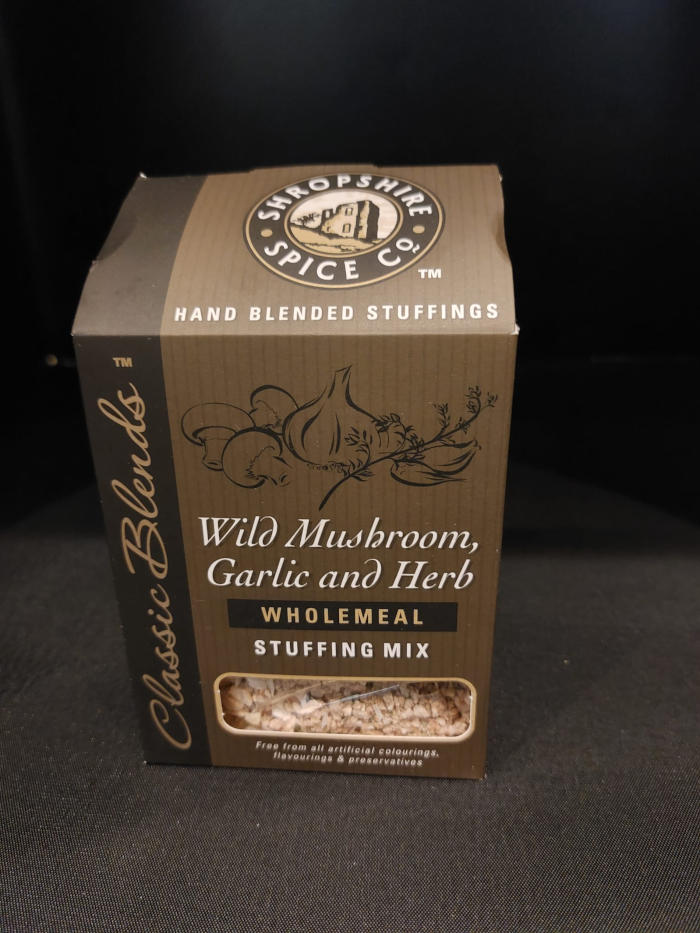 SHROPSHIRE
SPICE CO.
TM
HAND BLENDED STUFFINGS
Classic Blends TM
Wild Mushroom,
Garlic and Herb
WHOLEMEAL
STUFFING MIX
Free from all artificial colourings,
flavourings & preservatives